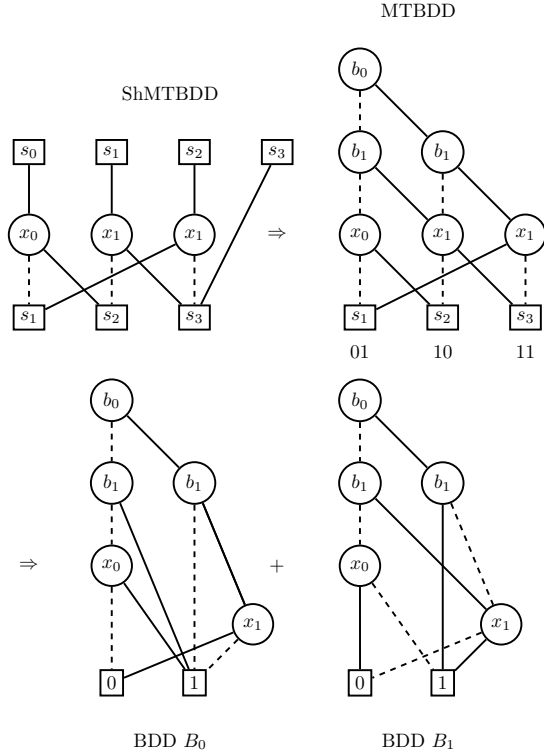 MTBDD
ShMTBDD
b₀
s₀ s₁ s₂ s₃
b₁ b₁
x₀ x₁ x₁ ⇒ x₀ x₁ x₁
s₁ s₂ s₃ s₁ s₂ s₃
01 10 11
b₀ b₀
b₁ b₁ b₁ b₁
⇒ x₀ + x₀
x₁ x₁
0 1 0 1
BDD B₀ BDD B₁